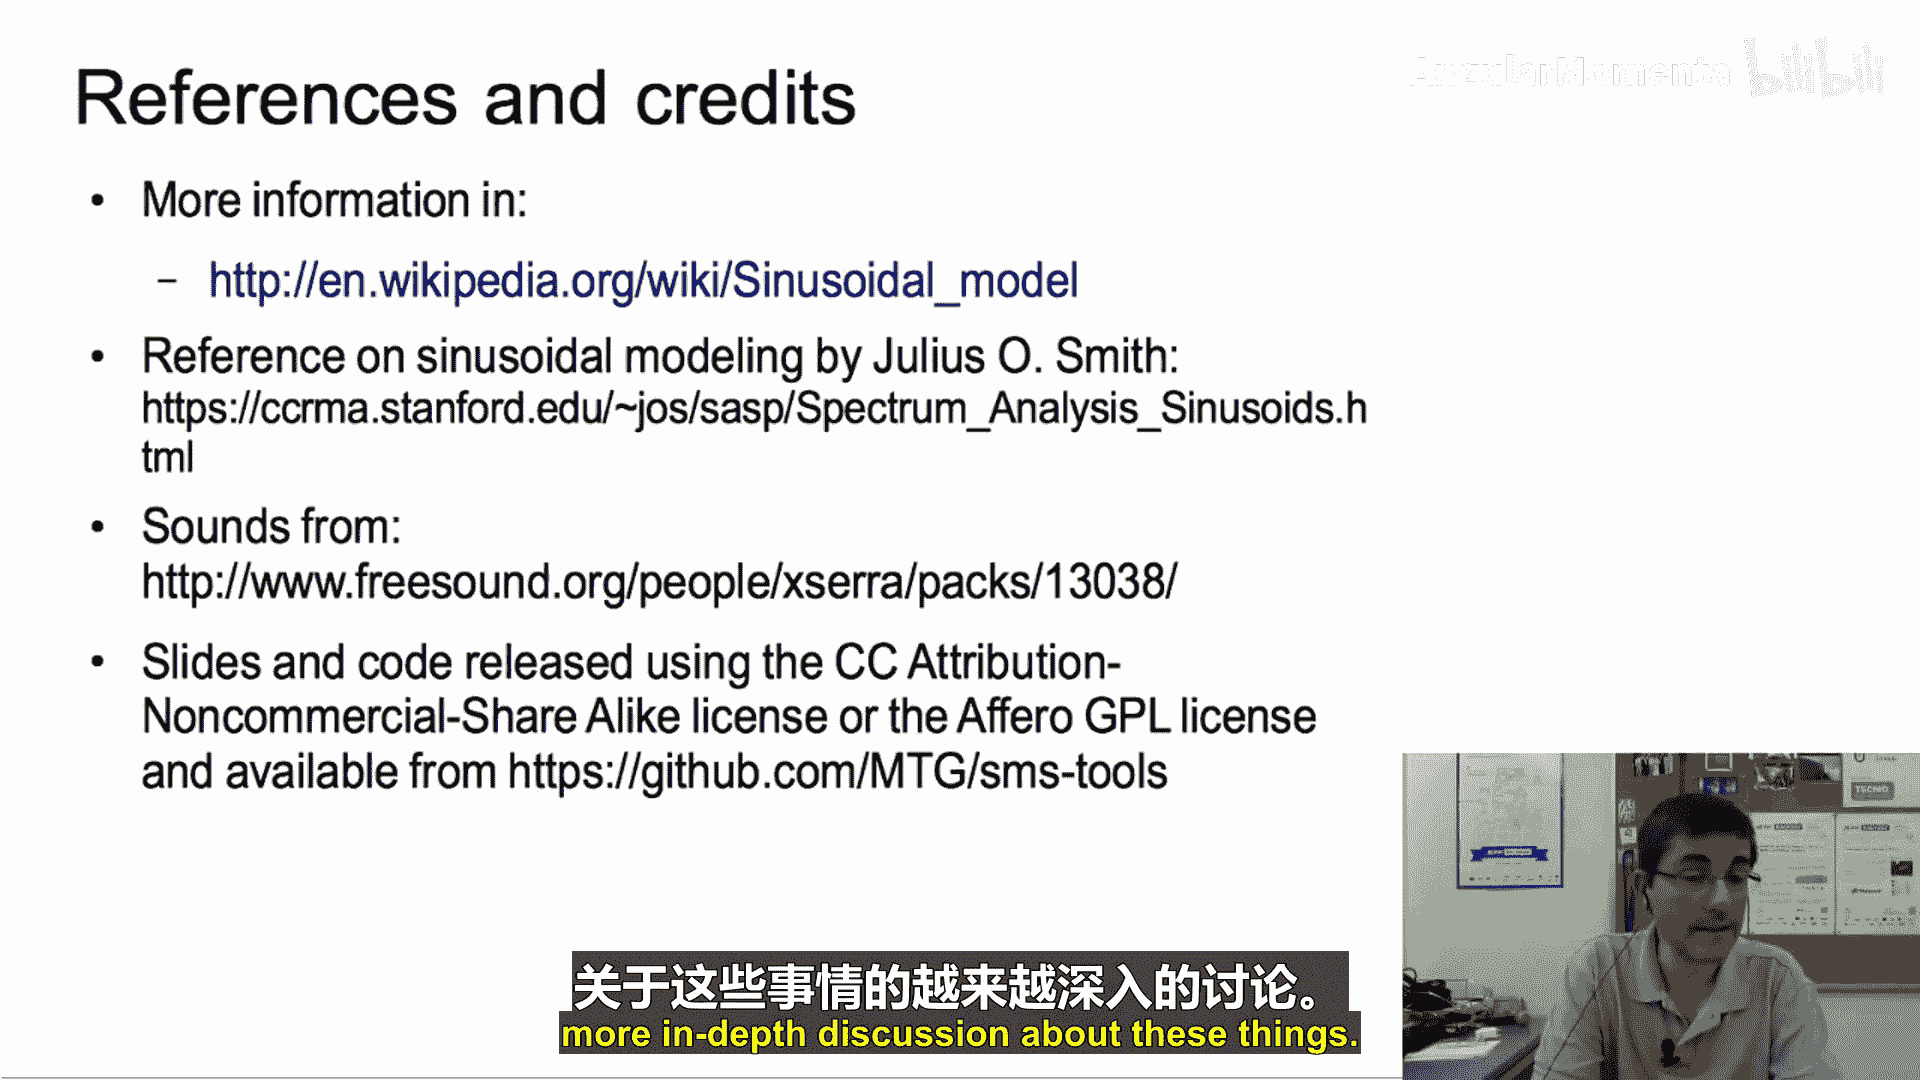 References and credits
AngularMomenta bilibili
• More information in:
– http://en.wikipedia.org/wiki/Sinusoidal_model
• Reference on sinusoidal modeling by Julius O. Smith:
https://ccrma.stanford.edu/~jos/sasp/Spectrum_Analysis_Sinusoids.h
tml
• Sounds from:
http://www.freesound.org/people/xserra/packs/13038/
• Slides and code released using the CC Attribution-
Noncommercial-Share Alike license or the Affero GPL license
and available from https://github.com/MTG/sms-tools
TECNIO
关于这些事情的越来越深入的讨论。
more in-depth discussion about these things.